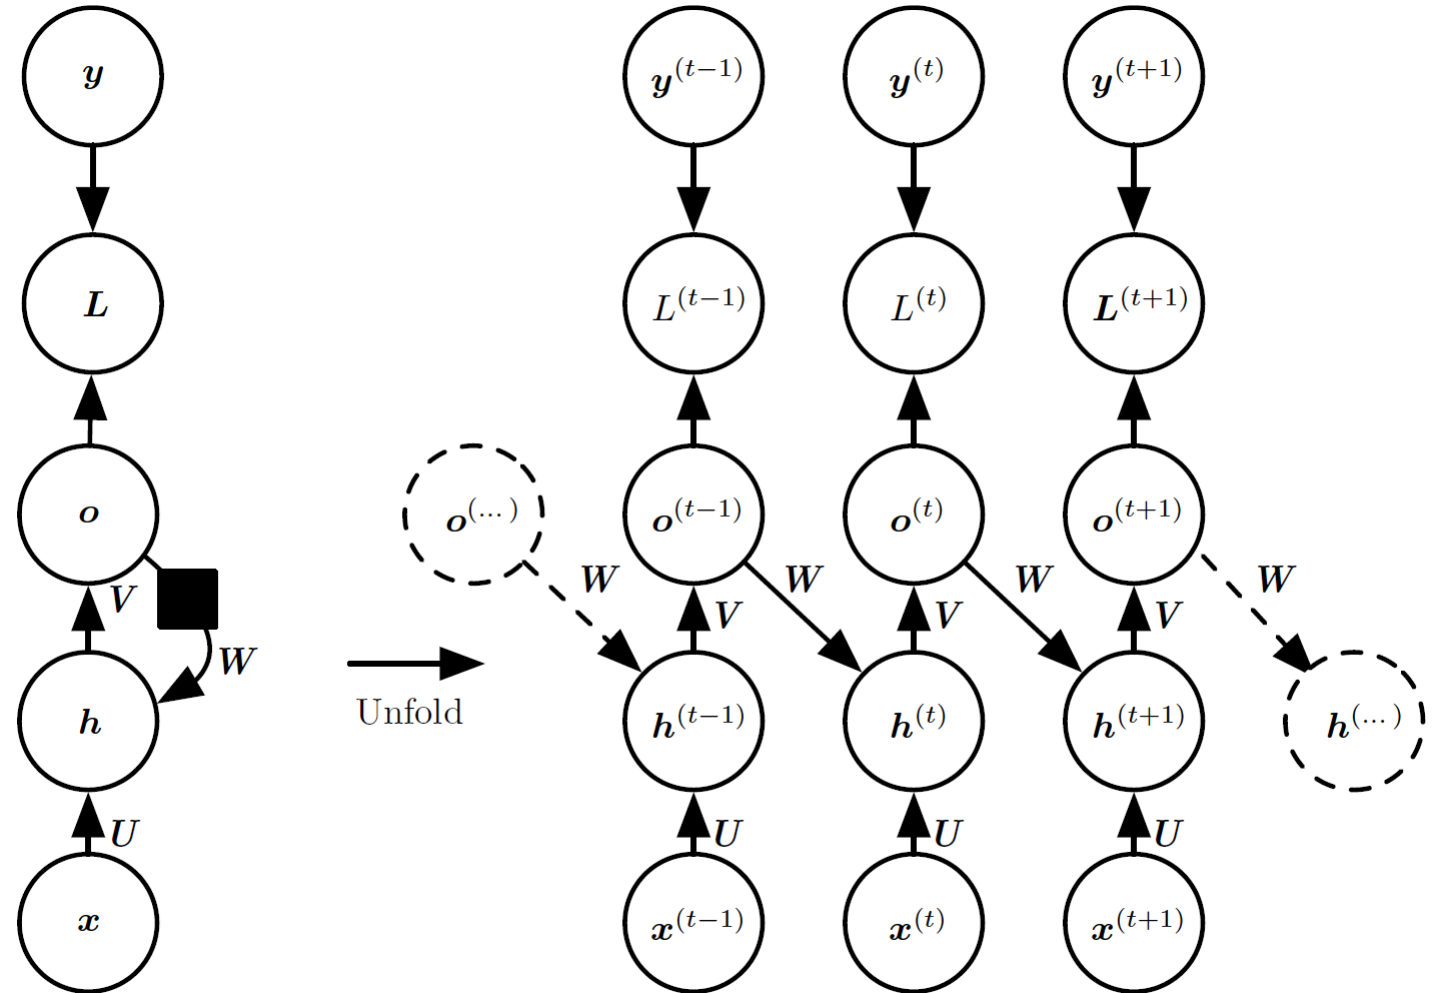 y
y^(t−1)
y^(t)
y^(t+1)
L
L^(t−1)
L^(t)
L^(t+1)
o
o^(...)
o^(t−1)
o^(t)
o^(t+1)
V
W
W
V
W
V
W
V
W
Unfold
h
h^(t−1)
h^(t)
h^(t+1)
h^(...)
U
U
U
U
x
x^(t−1)
x^(t)
x^(t+1)